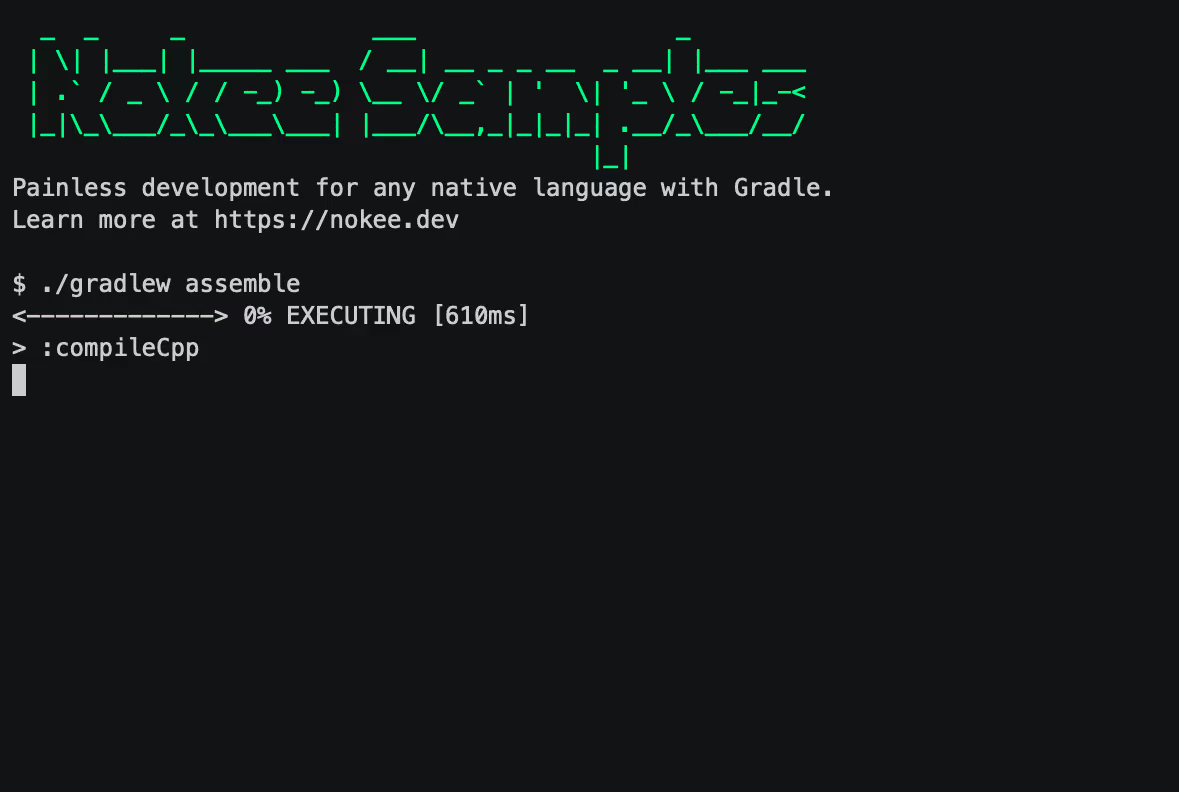 Nokee Samples
Painless development for any native language with Gradle.
Learn more at https://nokee.dev
$ ./gradlew assemble
<-------------> 0% EXECUTING [610ms]
> :compileCpp